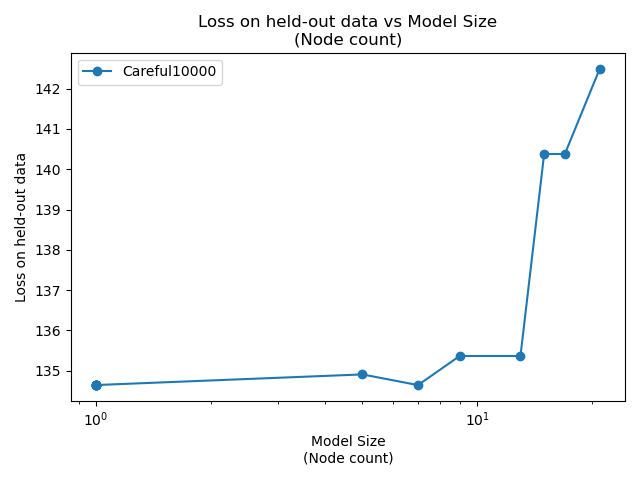 Loss on held-out data vs Model Size
(Node count)
Careful10000
Loss on held-out data
142
141
140
139
138
137
136
135
10⁰
10¹
Model Size
(Node count)